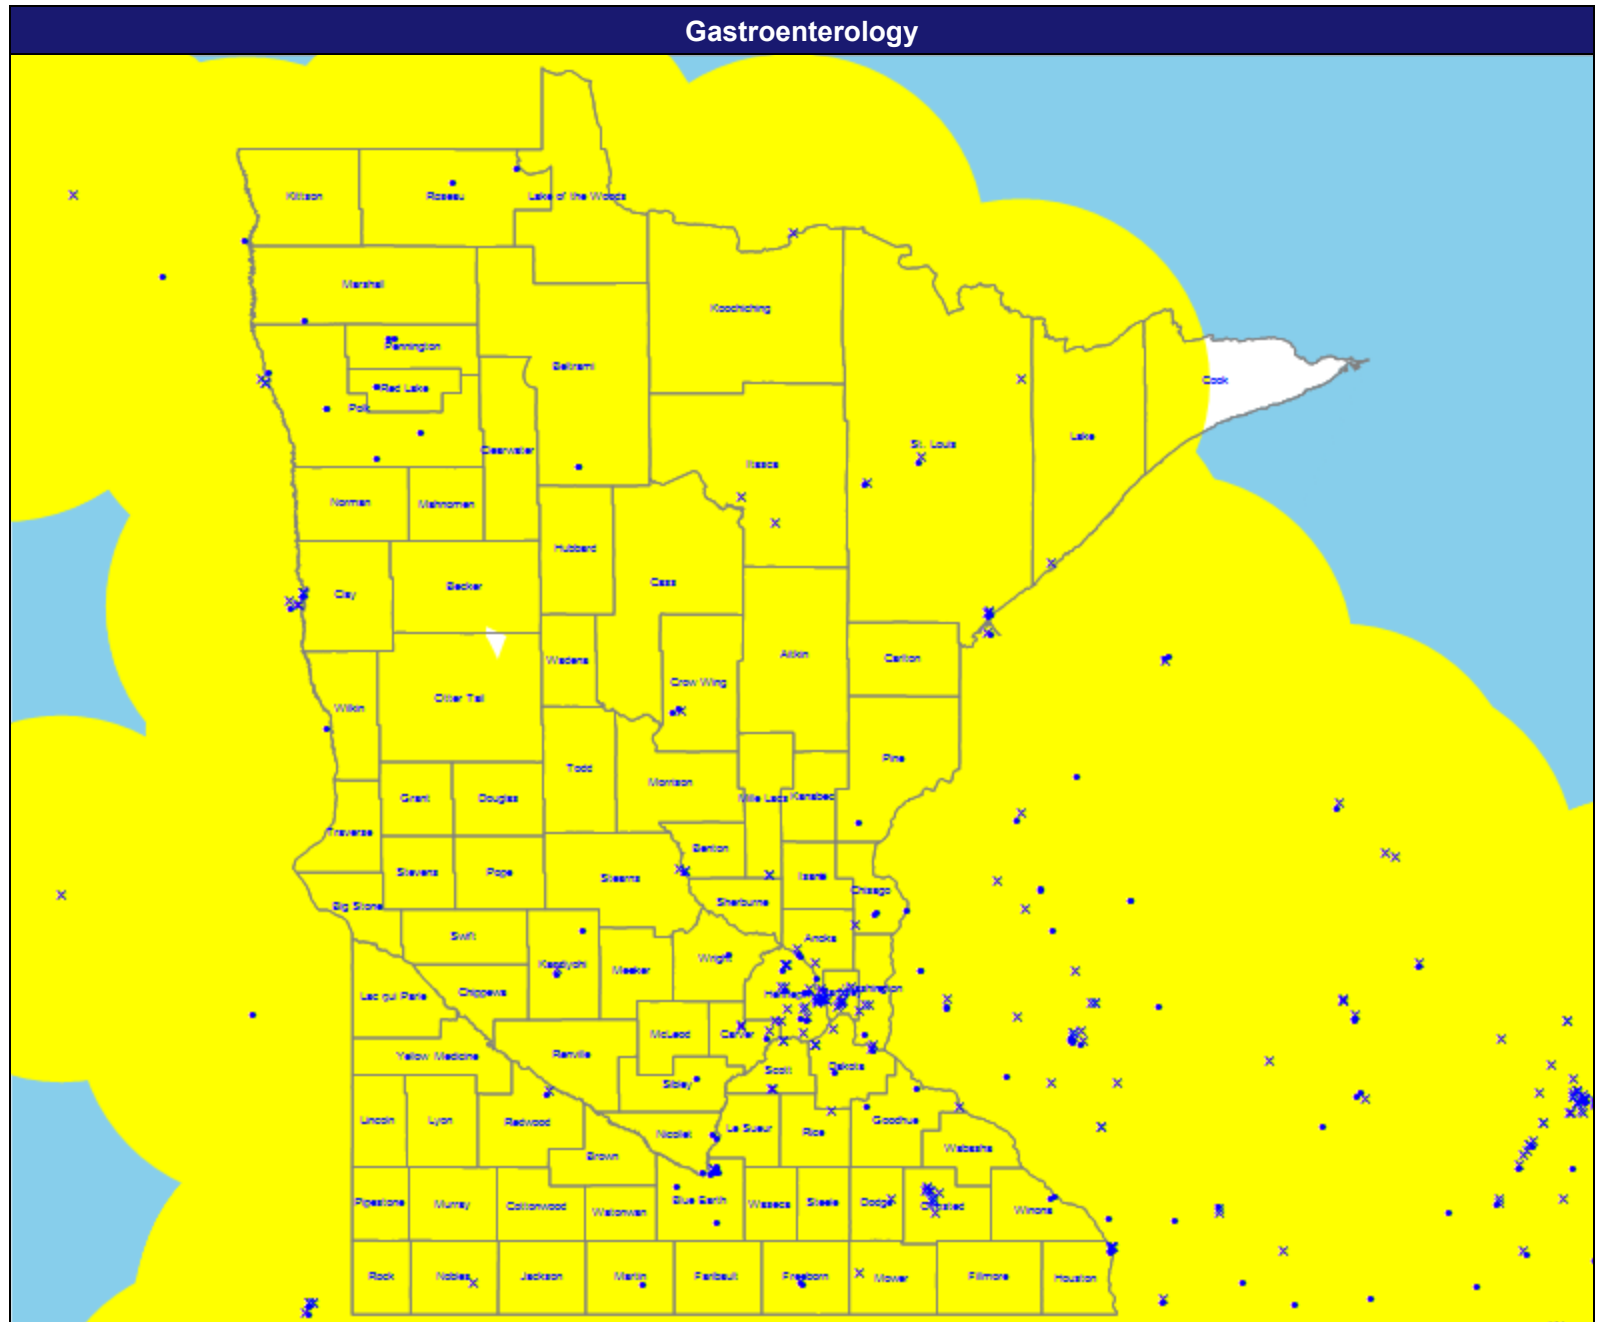 Gastroenterology
Kittson
Roseau
Lake of the Woods
Marshall
Koochiching
Pennington
Beltrami
Red Lake
Cook
Polk
Clearwater
St. Louis
Lake
Itasca
Norman
Mahnomen
Hubbard
Cass
Becker
Clay
Aitkin
Carlton
Wadena
Crow Wing
Otter Tail
Wilkin
Pine
Todd
Morrison
Grant
Douglas
Mille Lacs
Kanabec
Traverse
Benton
Stevens
Pope
Stearns
Isanti
Chisago
Big Stone
Sherburne
Swift
Anoka
Kandiyohi
Meeker
Wright
Lac qui Parle
Chippewa
Washington
McLeod
Carver
Yellow Medicine
Renville
Scott
Dakota
Sibley
Lincoln
Lyon
Redwood
Le Sueur
Rice
Goodhue
Nicollet
Brown
Wabasha
Pipestone
Murray
Cottonwood
Watonwan
Blue Earth
Waseca
Steele
Dodge
Olmsted
Winona
Rock
Nobles
Jackson
Martin
Faribault
Freeborn
Mower
Fillmore
Houston